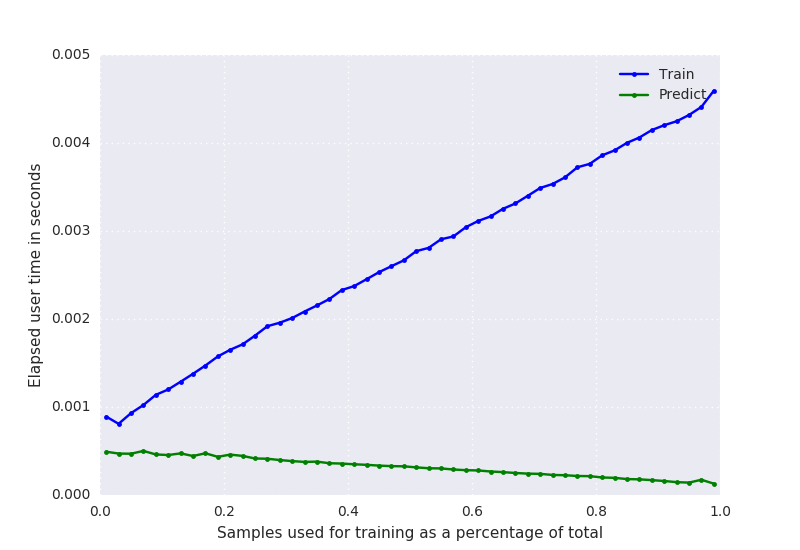 0.005
0.004
0.003
0.002
0.001
0.000
Elapsed user time in seconds
Train
Predict
0.0 0.2 0.4 0.6 0.8 1.0
Samples used for training as a percentage of total